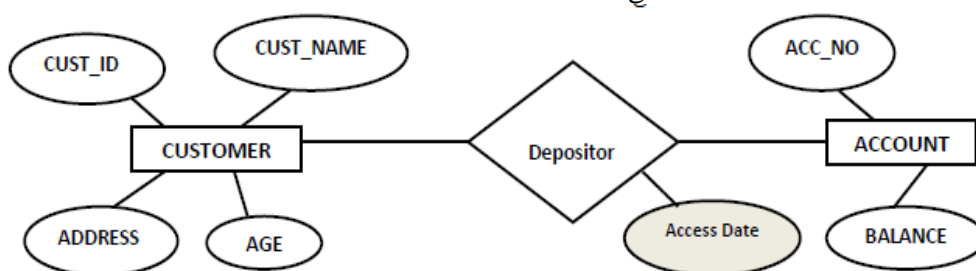 CUST_ID
CUST_NAME
ACC_NO
CUSTOMER
Depositor
ACCOUNT
ADDRESS
AGE
Access Date
BALANCE